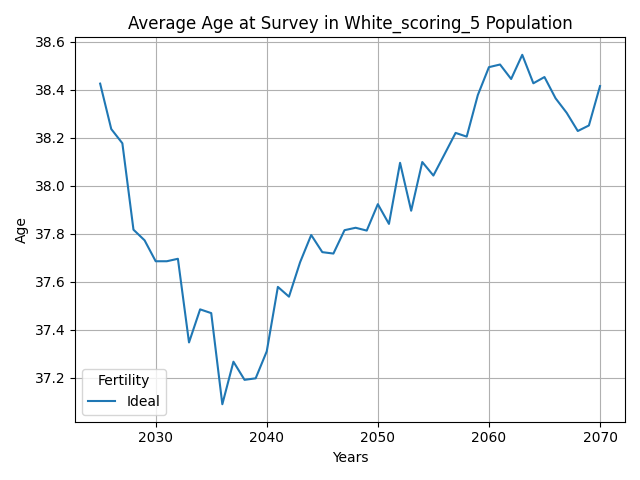 Average Age at Survey in White_scoring_5 Population
38.6
38.4
38.2
38.0
37.8
37.6
37.4
37.2
Age
Fertility
Ideal
2030 2040 2050 2060 2070
Years